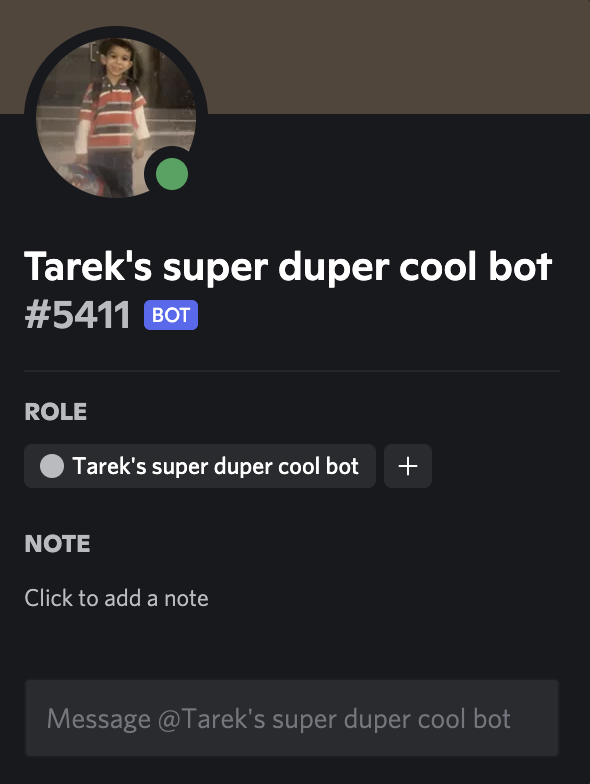 Tarek's super duper cool bot
#5411 BOT
ROLE
Tarek's super duper cool bot +
NOTE
Click to add a note
Message @Tarek's super duper cool bot